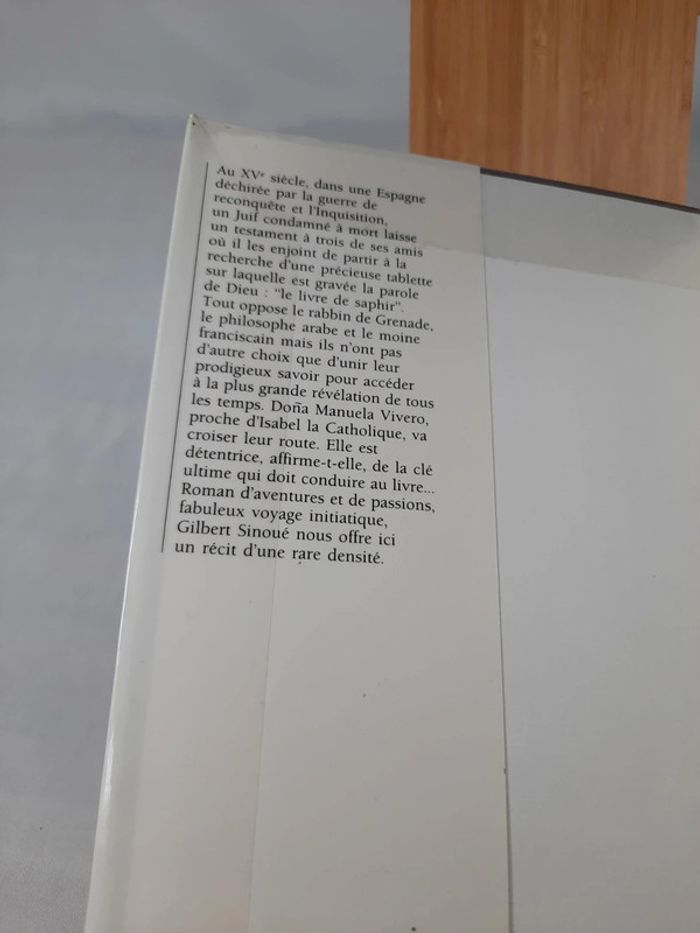 Au XVᵉ siècle, dans une Espagne
déchirée par la guerre de
reconquête et l'Inquisition,
un Juif condamné à mort laisse
un testament à trois de ses amis
où il les enjoint de partir à la
recherche d'une précieuse tablette
sur laquelle est gravée la parole
de Dieu : "le livre de saphir".
Tout oppose le rabbin de Grenade,
le philosophe arabe et le moine
franciscain mais ils n'ont pas
d'autre choix que d'unir leur
prodigieux savoir pour accéder
à la plus grande révélation de tous
les temps. Doña Manuela Vivero,
proche d'Isabel la Catholique, va
croiser leur route. Elle est
détentrice, affirme-t-elle, de la clé
ultime qui doit conduire au livre...
Roman d'aventures et de passions,
fabuleux voyage initiatique,
Gilbert Sinoué nous offre ici
un récit d'une rare densité.